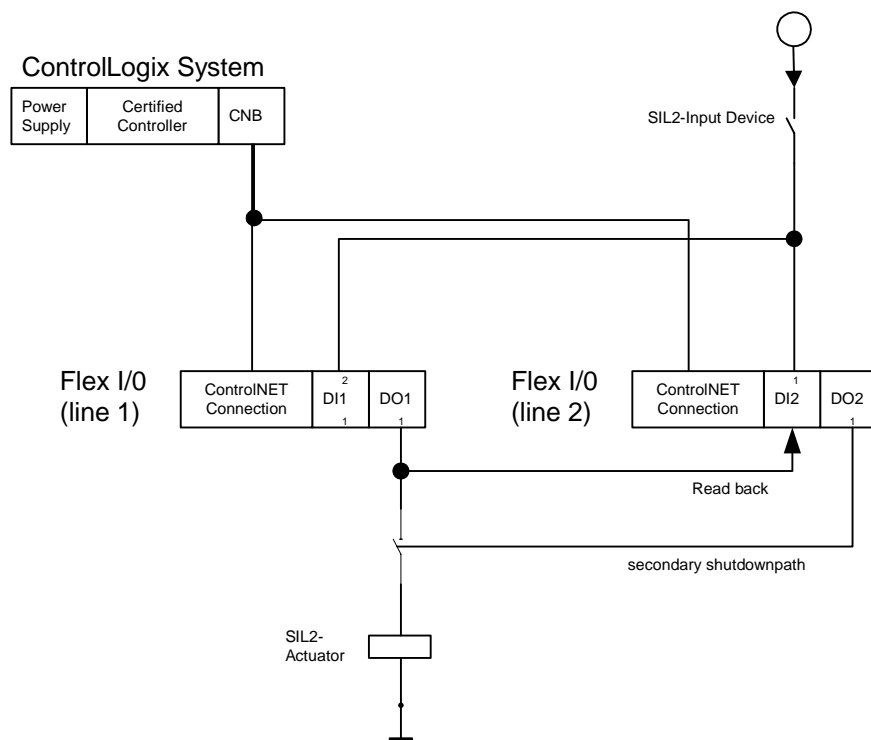 ControlLogix System
Power
Supply
Certified
Controller
CNB
SIL2-Input Device
Flex I/0
(line 1)
ControlNET
Connection
2
DI1
1
DO1
1
Flex I/0
(line 2)
ControlNET
Connection
1
DI2
DO2
1
Read back
secondary shutdownpath
SIL2-
Actuator